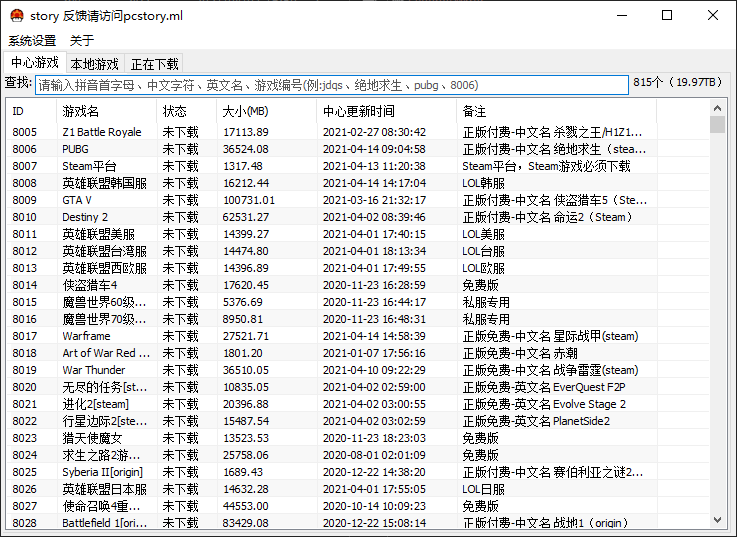 story 反馈请访问pcstory.ml
系统设置 关于
中心游戏 本地游戏 正在下载
查找: 请输入拼音首字母、中文字符、英文名、游戏编号(例:jdqs、绝地求生、pubg、8006) 815个（19.97TB）
ID 游戏名 状态 大小(MB) 中心更新时间 备注
8005 Z1 Battle Royale 未下载 17113.89 2021-02-27 08:30:42 正版付费-中文名 杀戮之王/H1Z1...
8006 PUBG 未下载 36524.08 2021-04-14 09:04:58 正版付费-中文名 绝地求生（stea...
8007 Steam平台 未下载 1317.48 2021-04-13 11:20:38 Steam平台，Steam游戏必须下载
8008 英雄联盟韩国服 未下载 16212.44 2021-04-14 14:17:04 LOL韩服
8009 GTA V 未下载 100731.01 2021-03-16 21:32:17 正版付费-中文名 侠盗猎车5（Ste...
8010 Destiny 2 未下载 62531.27 2021-04-02 08:39:46 正版付费-中文名 命运2（Steam）
8011 英雄联盟美服 未下载 14399.27 2021-04-01 17:40:15 LOL美服
8012 英雄联盟台湾服 未下载 14474.80 2021-04-01 18:13:34 LOL台服
8013 英雄联盟西欧服 未下载 14396.89 2021-04-01 17:49:55 LOL欧服
8014 侠盗猎车4 未下载 17620.45 2020-11-23 16:28:59 免费版
8015 魔兽世界60级... 未下载 5376.69 2020-11-23 16:44:17 私服专用
8016 魔兽世界70级... 未下载 8950.81 2020-11-23 16:48:31 私服专用
8017 Warframe 未下载 27521.71 2021-04-14 14:58:39 正版免费-中文名 星际战甲(steam)
8018 Art of War Red ... 未下载 1801.20 2021-01-07 17:56:16 正版付费-中文名 赤潮
8019 War Thunder 未下载 36510.05 2021-04-10 09:22:29 正版免费-中文名 战争雷霆(steam)
8020 无尽的任务[st... 未下载 10835.05 2021-04-02 02:59:00 正版免费-英文名 EverQuest F2P
8021 进化2[steam] 未下载 20396.88 2021-04-02 03:00:55 正版免费-英文名 Evolve Stage 2
8022 行星边际2[ste... 未下载 15487.54 2021-04-02 03:02:59 正版免费-英文名 PlanetSide2
8023 猎天使魔女 未下载 13523.53 2020-11-23 18:23:03 免费版
8024 求生之路2游... 未下载 25758.06 2020-08-01 02:01:09 免费版
8025 Syberia II[origin] 未下载 1689.43 2020-12-22 14:38:20 正版付费-中文名 赛伯利亚之谜2...
8026 英雄联盟日本服 未下载 14632.28 2021-04-01 17:55:05 LOL日服
8027 使命召唤4重... 未下载 44553.00 2020-10-14 10:09:23 免费版
8028 Battlefield 1[ori... 未下载 83429.08 2020-12-22 15:08:14 正版付费-中文名 战地1（origin）